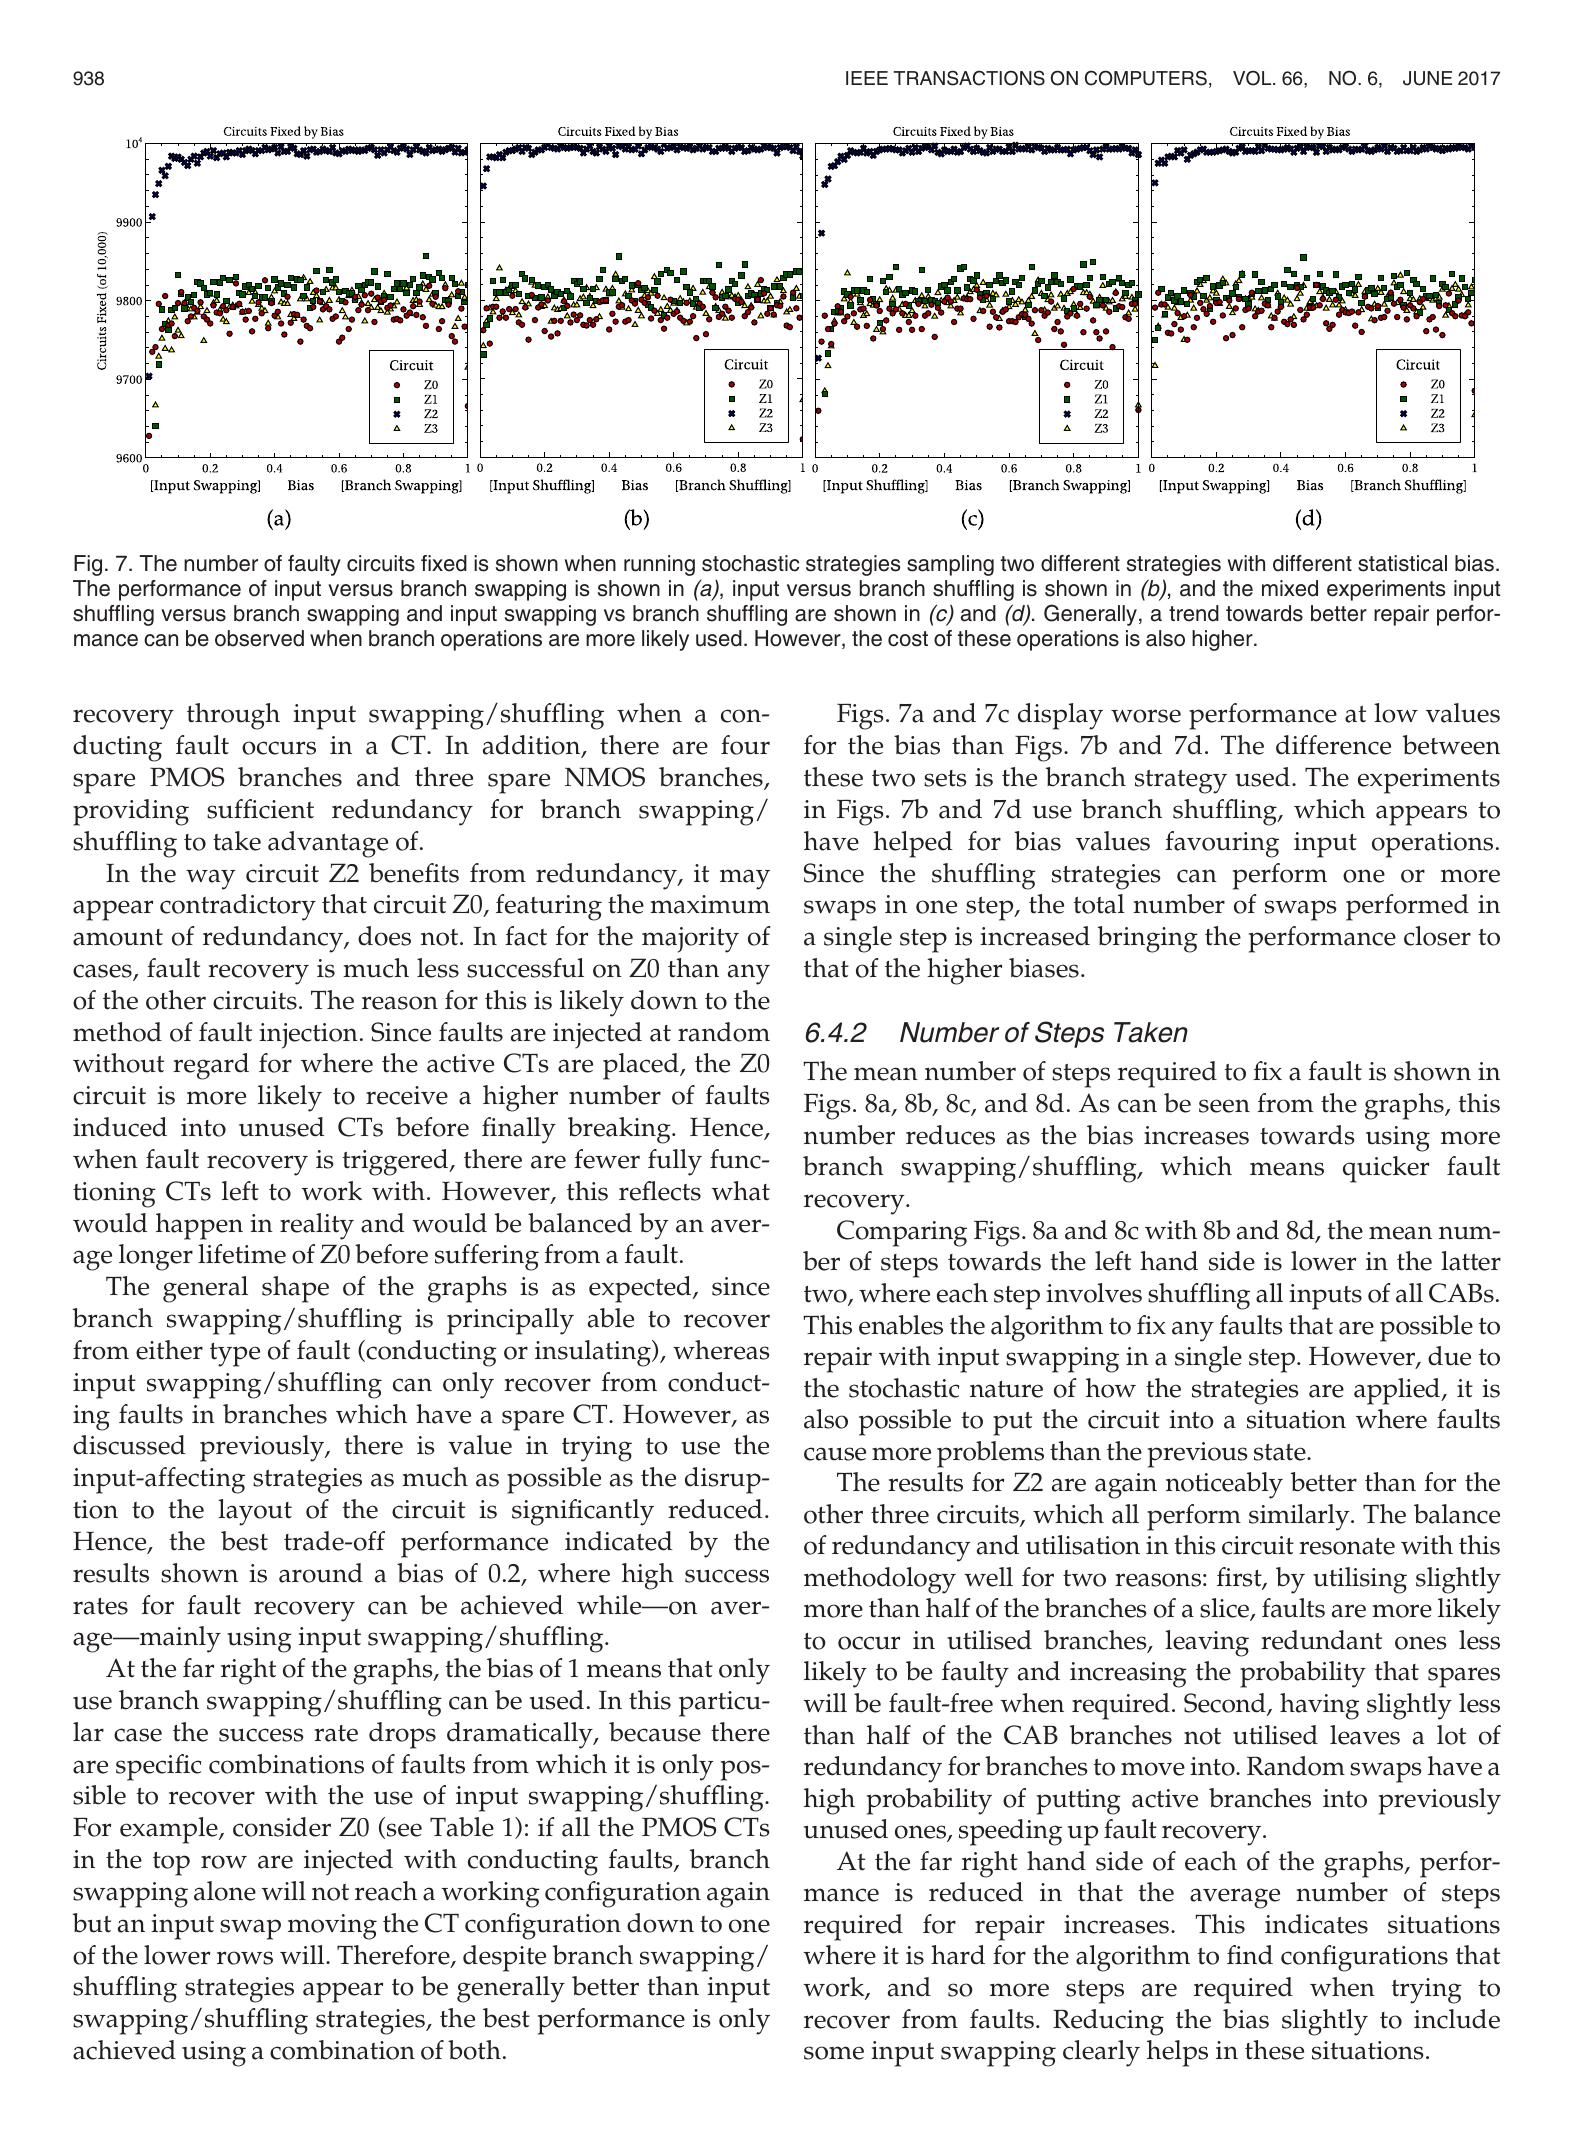 938
IEEE TRANSACTIONS ON COMPUTERS, VOL. 66, NO. 6, JUNE 2017
Circuits Fixed by Bias
Circuits Fixed by Bias
Circuits Fixed by Bias
Circuits Fixed by Bias
Circuits Fixed (of 10,000)
10⁴
9900
9800
9700
9600
Circuit
Z0
Z1
Z2
Z3
Circuit
Z0
Z1
Z2
Z3
Circuit
Z0
Z1
Z2
Z3
Circuit
Z0
Z1
Z2
Z3
0 0.2 0.4 0.6 0.8 1
0 0.2 0.4 0.6 0.8 1
0 0.2 0.4 0.6 0.8 1
0 0.2 0.4 0.6 0.8 1
[Input Swapping] Bias [Branch Swapping]
[Input Shuffling] Bias [Branch Shuffling]
[Input Shuffling] Bias [Branch Swapping]
[Input Swapping] Bias [Branch Shuffling]
(a)
(b)
(c)
(d)
Fig. 7. The number of faulty circuits fixed is shown when running stochastic strategies sampling two different strategies with different statistical bias.
The performance of input versus branch swapping is shown in (a), input versus branch shuffling is shown in (b), and the mixed experiments input
shuffling versus branch swapping and input swapping vs branch shuffling are shown in (c) and (d). Generally, a trend towards better repair perfor-
mance can be observed when branch operations are more likely used. However, the cost of these operations is also higher.
recovery through input swapping/shuffling when a con-
ducting fault occurs in a CT. In addition, there are four
spare PMOS branches and three spare NMOS branches,
providing sufficient redundancy for branch swapping/
shuffling to take advantage of.
In the way circuit Z2 benefits from redundancy, it may
appear contradictory that circuit Z0, featuring the maximum
amount of redundancy, does not. In fact for the majority of
cases, fault recovery is much less successful on Z0 than any
of the other circuits. The reason for this is likely down to the
method of fault injection. Since faults are injected at random
without regard for where the active CTs are placed, the Z0
circuit is more likely to receive a higher number of faults
induced into unused CTs before finally breaking. Hence,
when fault recovery is triggered, there are fewer fully func-
tioning CTs left to work with. However, this reflects what
would happen in reality and would be balanced by an aver-
age longer lifetime of Z0 before suffering from a fault.
The general shape of the graphs is as expected, since
branch swapping/shuffling is principally able to recover
from either type of fault (conducting or insulating), whereas
input swapping/shuffling can only recover from conduct-
ing faults in branches which have a spare CT. However, as
discussed previously, there is value in trying to use the
input-affecting strategies as much as possible as the disrup-
tion to the layout of the circuit is significantly reduced.
Hence, the best trade-off performance indicated by the
results shown is around a bias of 0.2, where high success
rates for fault recovery can be achieved while—on aver-
age—mainly using input swapping/shuffling.
At the far right of the graphs, the bias of 1 means that only
use branch swapping/shuffling can be used. In this particu-
lar case the success rate drops dramatically, because there
are specific combinations of faults from which it is only pos-
sible to recover with the use of input swapping/shuffling.
For example, consider Z0 (see Table 1): if all the PMOS CTs
in the top row are injected with conducting faults, branch
swapping alone will not reach a working configuration again
but an input swap moving the CT configuration down to one
of the lower rows will. Therefore, despite branch swapping/
shuffling strategies appear to be generally better than input
swapping/shuffling strategies, the best performance is only
achieved using a combination of both.
Figs. 7a and 7c display worse performance at low values
for the bias than Figs. 7b and 7d. The difference between
these two sets is the branch strategy used. The experiments
in Figs. 7b and 7d use branch shuffling, which appears to
have helped for bias values favouring input operations.
Since the shuffling strategies can perform one or more
swaps in one step, the total number of swaps performed in
a single step is increased bringing the performance closer to
that of the higher biases.
6.4.2 Number of Steps Taken
The mean number of steps required to fix a fault is shown in
Figs. 8a, 8b, 8c, and 8d. As can be seen from the graphs, this
number reduces as the bias increases towards using more
branch swapping/shuffling, which means quicker fault
recovery.
Comparing Figs. 8a and 8c with 8b and 8d, the mean num-
ber of steps towards the left hand side is lower in the latter
two, where each step involves shuffling all inputs of all CABs.
This enables the algorithm to fix any faults that are possible to
repair with input swapping in a single step. However, due to
the stochastic nature of how the strategies are applied, it is
also possible to put the circuit into a situation where faults
cause more problems than the previous state.
The results for Z2 are again noticeably better than for the
other three circuits, which all perform similarly. The balance
of redundancy and utilisation in this circuit resonate with this
methodology well for two reasons: first, by utilising slightly
more than half of the branches of a slice, faults are more likely
to occur in utilised branches, leaving redundant ones less
likely to be faulty and increasing the probability that spares
will be fault-free when required. Second, having slightly less
than half of the CAB branches not utilised leaves a lot of
redundancy for branches to move into. Random swaps have a
high probability of putting active branches into previously
unused ones, speeding up fault recovery.
At the far right hand side of each of the graphs, perfor-
mance is reduced in that the average number of steps
required for repair increases. This indicates situations
where it is hard for the algorithm to find configurations that
work, and so more steps are required when trying to
recover from faults. Reducing the bias slightly to include
some input swapping clearly helps in these situations.